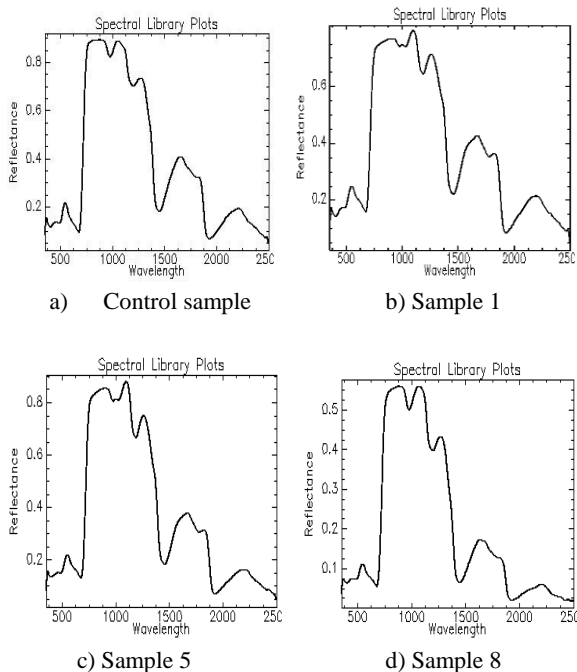 Spectral Library Plots
Reflectance
0.8
0.6
0.4
0.2
500 1000 1500 2000 250
Wavelength
a) Control sample
Spectral Library Plots
Reflectance
0.6
0.4
0.2
500 1000 1500 2000 250
Wavelength
b) Sample 1
Spectral Library Plots
Reflectance
0.8
0.6
0.4
0.2
500 1000 1500 2000 250
Wavelength
c) Sample 5
Spectral Library Plots
Reflectance
0.5
0.4
0.3
0.2
0.1
500 1000 1500 2000 250
Wavelength
d) Sample 8